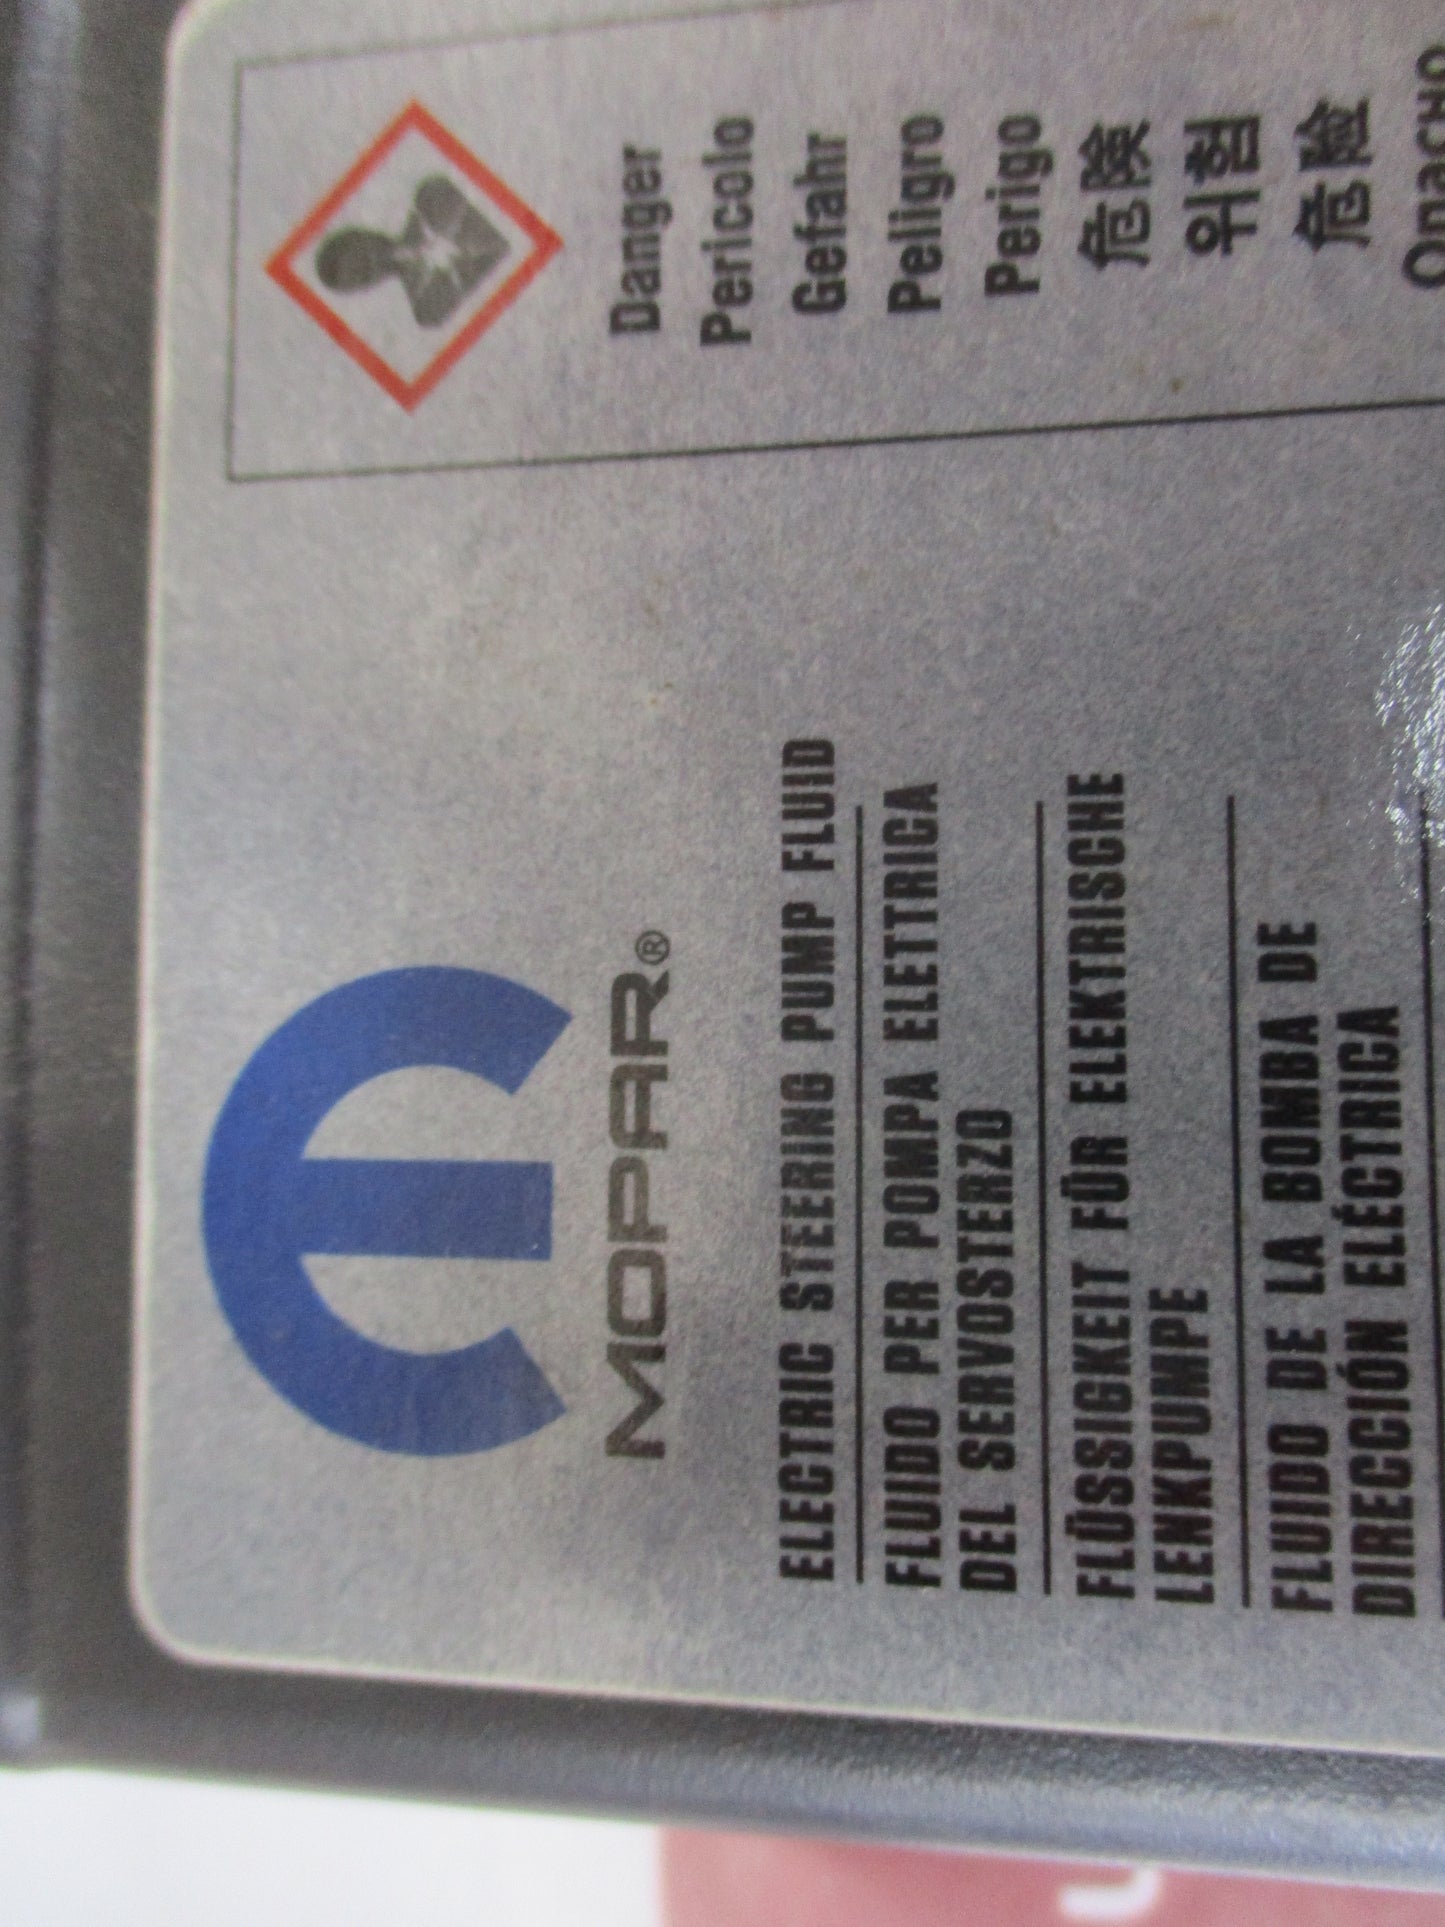 MOPAR®
ELECTRIC STEERING PUMP FLUID
FLUIDO PER POMPA ELETTRICA
DEL SERVOSTERZO
FLÜSSIGKEIT FÜR ELEKTRISCHE
LENKPUMPE
FLUIDO DE LA BOMBA DE
DIRECCIÓN ELÉCTRICA
Danger
Pericolo
Gefahr
Peligro
Perigo
危険
위험
危险